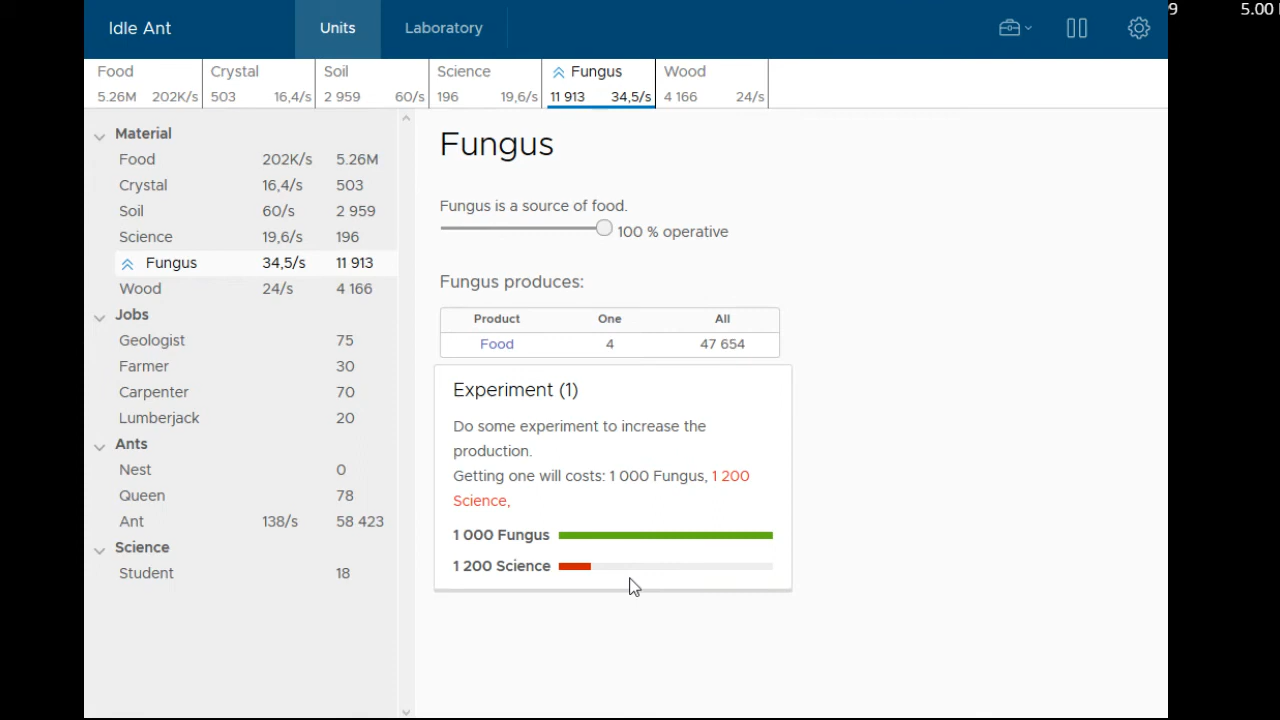 Idle Ant
Units
Laboratory
9
5.00
Food
5.26M 202K/s
Crystal
503 16,4/s
Soil
2 959 60/s
Science
196 19,6/s
Fungus
11 913 34,5/s
Wood
4 166 24/s
Material
Food 202K/s 5.26M
Crystal 16,4/s 503
Soil 60/s 2 959
Science 19,6/s 196
Fungus 34,5/s 11 913
Wood 24/s 4 166
Jobs
Geologist 75
Farmer 30
Carpenter 70
Lumberjack 20
Ants
Nest 0
Queen 78
Ant 138/s 58 423
Science
Student 18
Fungus
Fungus is a source of food.
100 % operative
Fungus produces:
Product One All
Food 4 47 654
Experiment (1)
Do some experiment to increase the
production.
Getting one will costs: 1 000 Fungus, 1 200
Science,
1 000 Fungus
1 200 Science